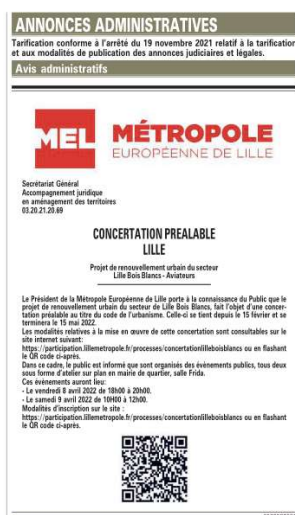 ANNONCES ADMINISTRATIVES
Tarification conforme à l'arrêté du 19 novembre 2021 relatif à la tarification
et aux modalités de publication des annonces judiciaires et légales.
Avis administratifs
MEL
MÉTROPOLE
EUROPÉENNE DE LILLE
Secrétariat Général
Accompagnement juridique
en aménagement des territoires
03.20.21.20.69
CONCERTATION PREALABLE
LILLE
Projet de renouvellement urbain du secteur
Lille Bois Blancs - Aviateurs
Le Président de la Métropole Européenne de Lille porte à la connaissance du Public que le
projet de renouvellement urbain du secteur de Lille Bois Blancs, fait l'objet d'une concer-
tation préalable au titre du code de l'urbanisme. Celle-ci se tient depuis le 15 février et se
terminera le 15 mai 2022.
Les modalités relatives à la mise en œuvre de cette concertation sont consultables sur le
site internet suivant:
https://participation.lillemetropole.fr/processes/concertationlilleboisblancs ou en flashant
le QR code ci-après.
Dans ce cadre, le public est informé que sont organisés des événements publics, tous deux
sous forme d'atelier sur plan en mairie de quartier, salle Frida.
Ces événements auront lieu:
- Le vendredi 8 avril 2022 de 18h00 à 20h00.
- Le samedi 9 avril 2022 de 10H00 à 12h00.
Modalités d'inscription sur le site :
https://participation.lillemetropole.fr/processes/concertationlilleboisblancs ou en flashant
le QR code ci-après.